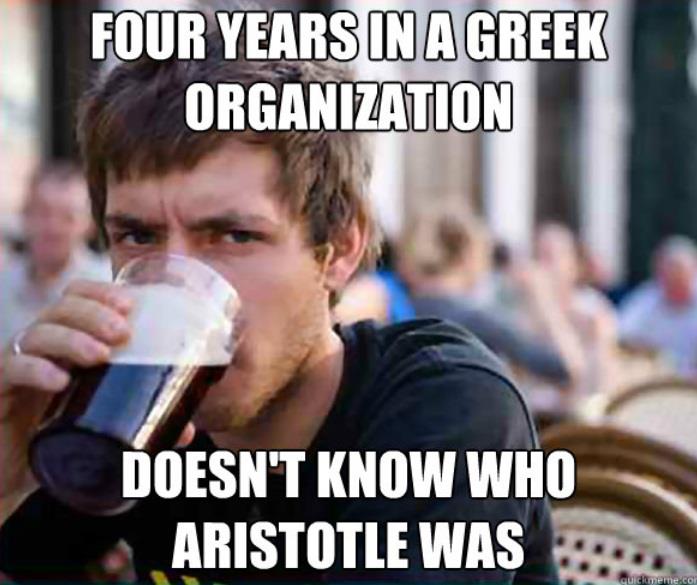 FOUR YEARS IN A GREEK
ORGANIZATION
DOESN'T KNOW WHO
ARISTOTLE WAS
quickmeme.com